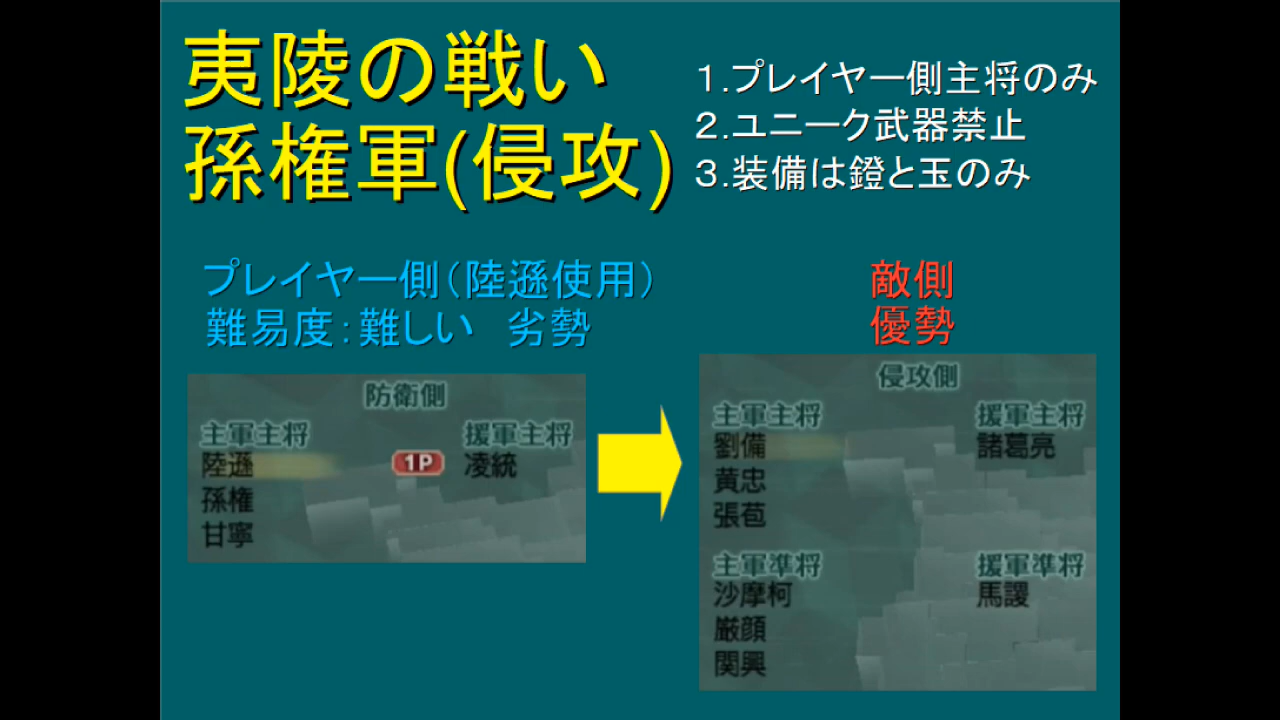 夷陵の戦い
孫権軍(侵攻)
1.プレイヤー側主将のみ
2.ユニーク武器禁止
3.装備は鐙と玉のみ
プレイヤー側(陸遜使用)
難易度:難しい 劣勢
敵側
優勢
防衛側
主軍主将 援軍主将
陸遜 1P 凌統
孫権
甘寧
侵攻側
主軍主将 援軍主将
劉備 諸葛亮
黄忠
張苞
主軍準将 援軍準将
沙摩柯 馬謖
厳顔
関興